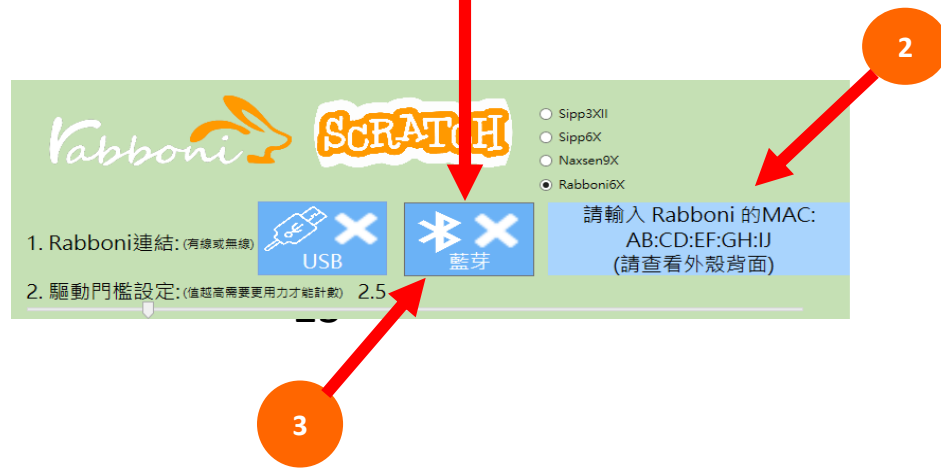 2
rabboni
SCRATCH
Sipp3XII
Sipp6X
Naxsen9X
Rabboni6X
1. Rabboni連結: (有線或無線)
USB
藍芽
請輸入 Rabboni 的MAC:
AB:CD:EF:GH:IJ
(請查看外殼背面)
2. 驅動門檻設定: (值越高需要更用力才能計數) 2.5
3